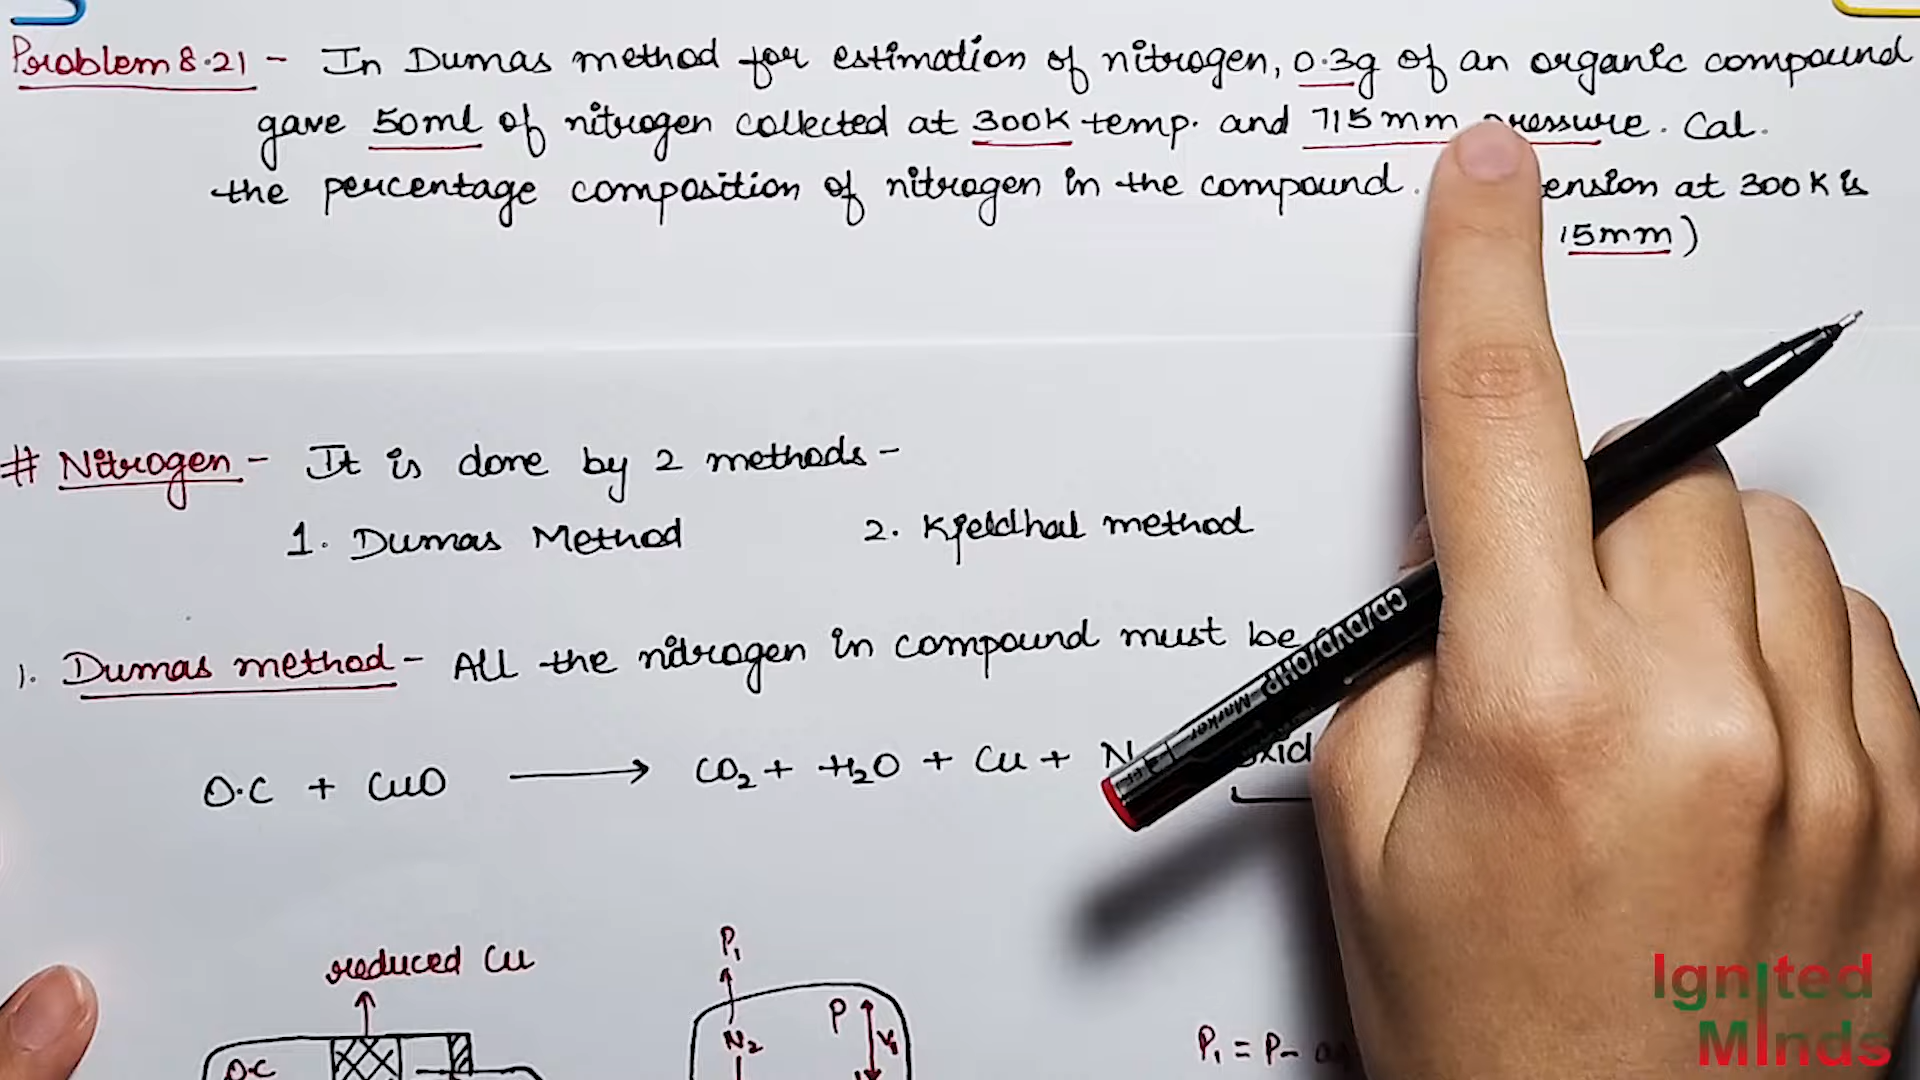 Problem 8.21 - In Dumas method for estimation of nitrogen, 0.3g of an organic compound
gave 50ml of nitrogen collected at 300K temp. and 715mm pressure. Cal.
the percentage composition of nitrogen in the compound. ension at 300K is
15mm)
# Nitrogen - It is done by 2 methods -
1. Dumas Method 2. Kjeldhal method
1. Dumas method - All the nitrogen in compound must be
O.C + CuO → CO2 + H2O + Cu + N oxid
reduced Cu
P1
P
V1
N2
O.C
P1 = P -
CD/DVD/OHP Marker
Ignited
Minds